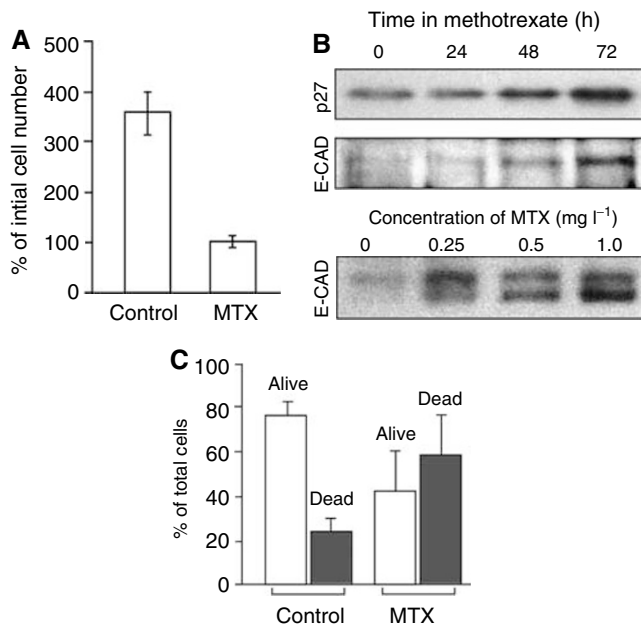 A
500
400
300
200
100
0
% of intial cell number
Control MTX
B
Time in methotrexate (h)
0 24 48 72
p27
E-CAD
Concentration of MTX (mg l⁻¹)
0 0.25 0.5 1.0
E-CAD
C
100
80
60
40
20
0
% of total cells
Alive
Dead
Alive
Dead
Control MTX